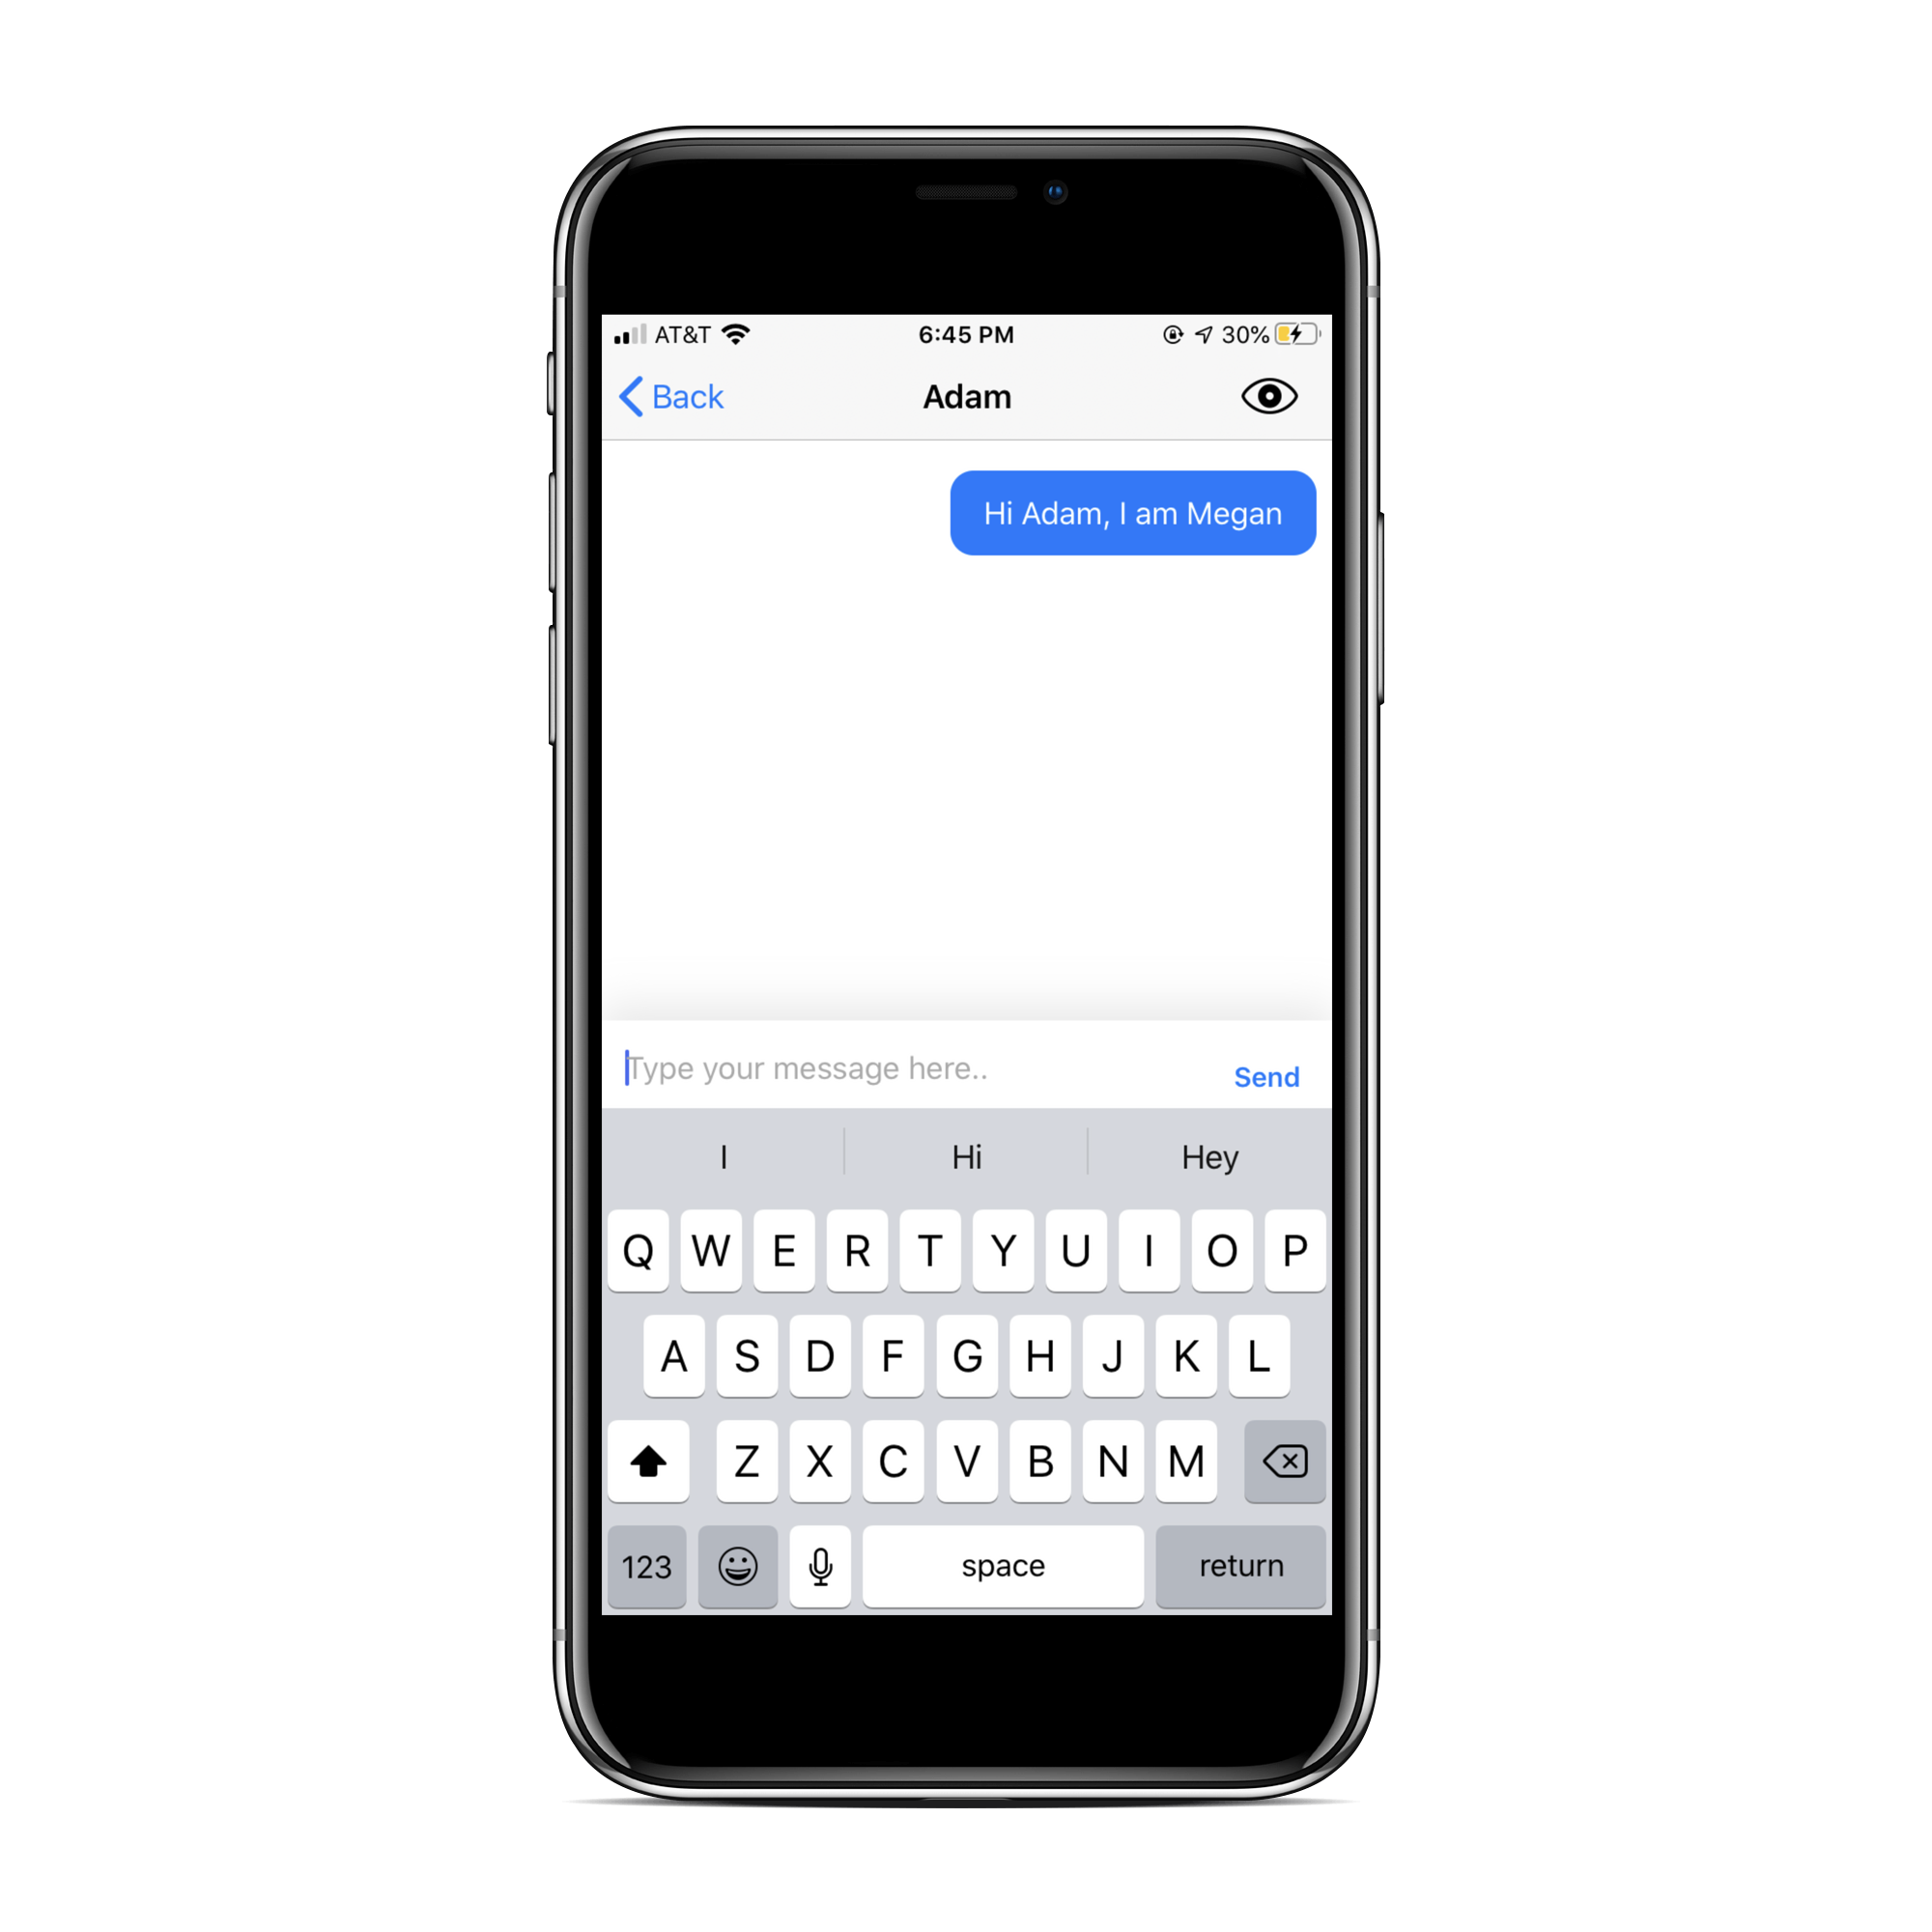 AT&T 6:45 PM 30%
Back Adam
Hi Adam, I am Megan
Type your message here..
Send
I Hi Hey
Q W E R T Y U I O P
A S D F G H J K L
Z X C V B N M
123 space return